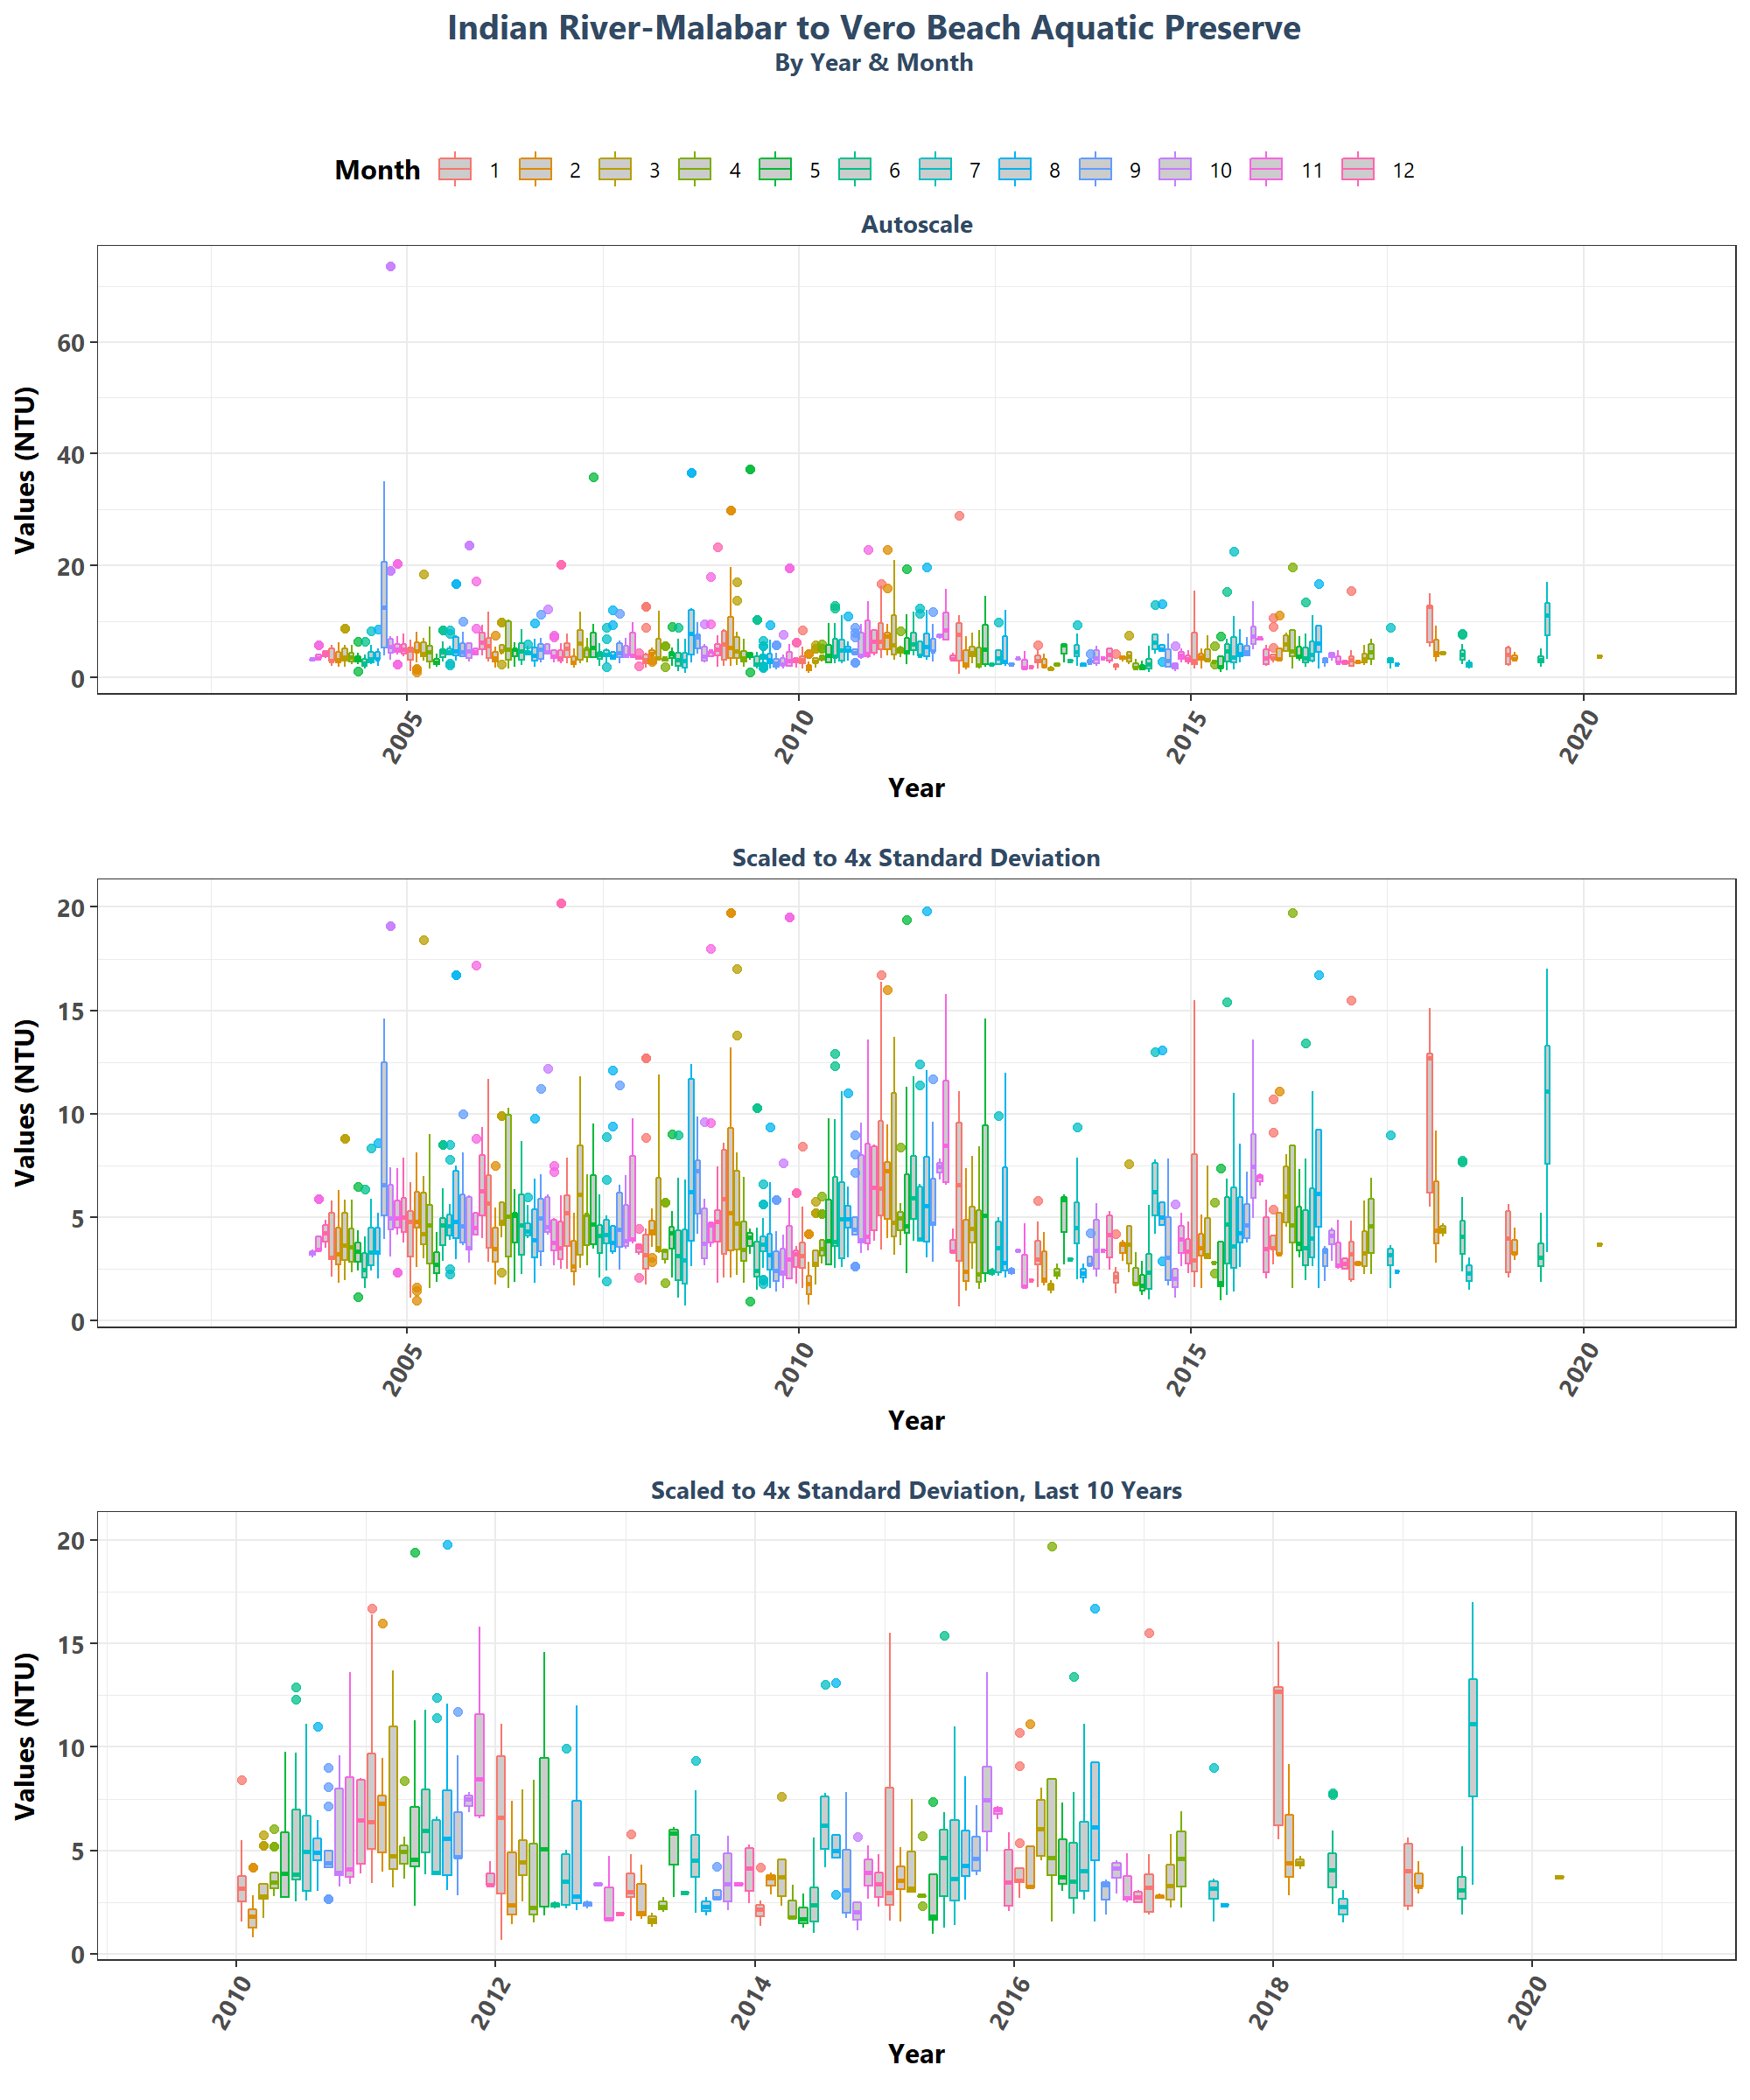 Indian River-Malabar to Vero Beach Aquatic Preserve
By Year & Month
Month 1 2 3 4 5 6 7 8 9 10 11 12
Autoscale
Values (NTU)
60
40
20
0
2005 2010 2015 2020
Year
Scaled to 4x Standard Deviation
Values (NTU)
20
15
10
5
0
2005 2010 2015 2020
Year
Scaled to 4x Standard Deviation, Last 10 Years
Values (NTU)
20
15
10
5
0
2010 2012 2014 2016 2018 2020
Year